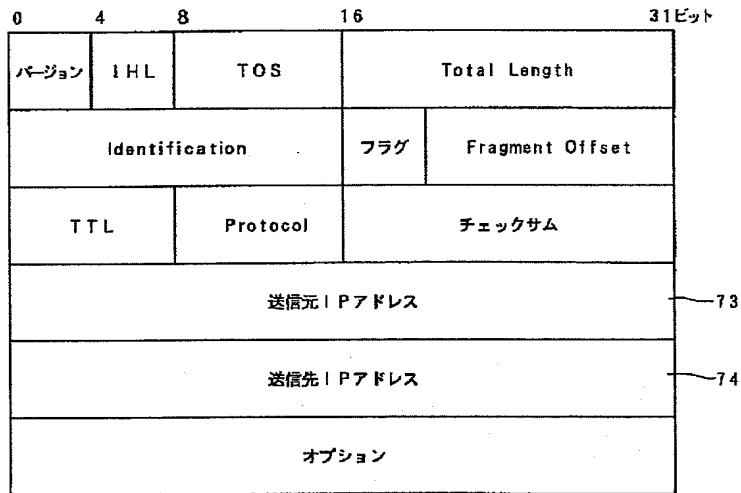 0 4 8 16 31ビット
バージョン IHL TOS Total Length
Identification フラグ Fragment Offset
TTL Protocol チェックサム
送信元IPアドレス 73
送信先IPアドレス 74
オプション